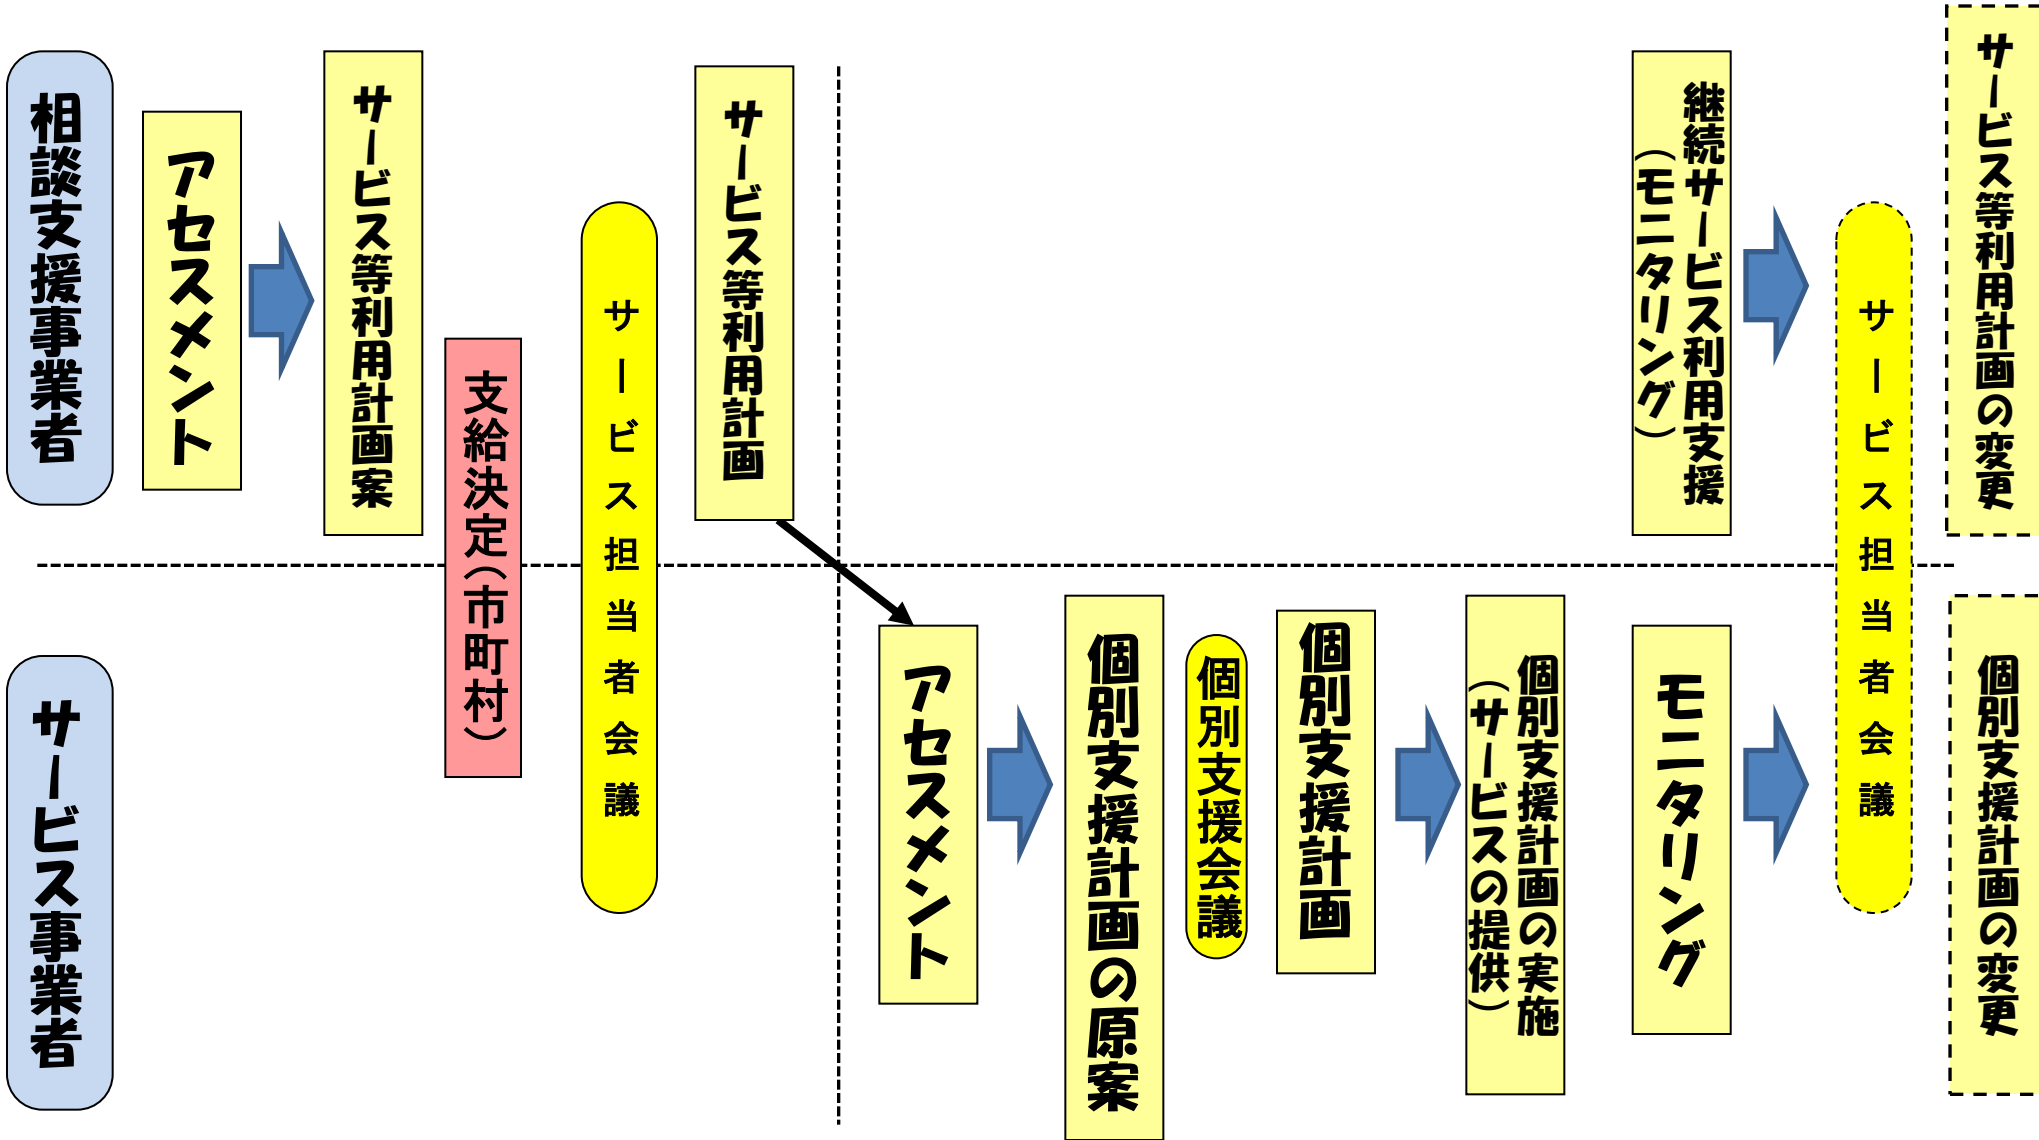 相談支援事業者
アセスメント
サービス等利用計画案
支給決定（市町村）
サービス担当者会議
サービス等利用計画
継続サービス利用支援
（モニタリング）
サービス担当者会議
サービス等利用計画の変更
サービス事業者
アセスメント
個別支援計画の原案
個別支援会議
個別支援計画
個別支援計画の実施
（サービスの提供）
モニタリング
個別支援計画の変更